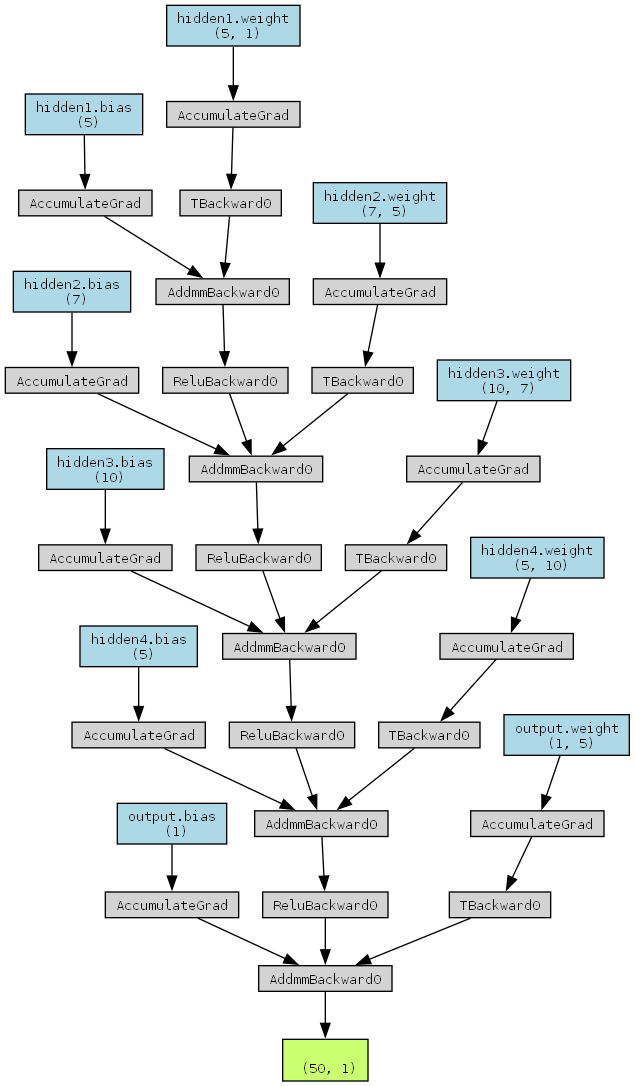 hidden1.weight
(5, 1)
hidden1.bias
(5)
AccumulateGrad
AccumulateGrad
TBackward0
hidden2.weight
(7, 5)
hidden2.bias
(7)
AddmmBackward0
AccumulateGrad
AccumulateGrad
ReluBackward0
TBackward0
hidden3.weight
(10, 7)
hidden3.bias
(10)
AddmmBackward0
AccumulateGrad
AccumulateGrad
ReluBackward0
TBackward0
hidden4.weight
(5, 10)
hidden4.bias
(5)
AddmmBackward0
AccumulateGrad
AccumulateGrad
ReluBackward0
TBackward0
output.weight
(1, 5)
output.bias
(1)
AddmmBackward0
AccumulateGrad
AccumulateGrad
ReluBackward0
TBackward0
AddmmBackward0
(50, 1)